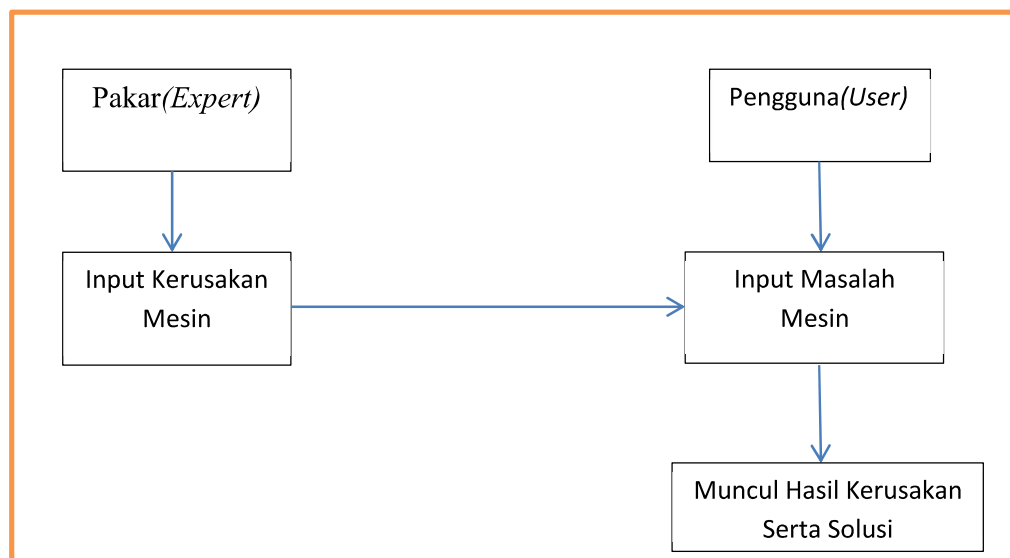 Pakar(Expert)
Pengguna(User)
Input Kerusakan
Mesin
Input Masalah
Mesin
Muncul Hasil Kerusakan
Serta Solusi